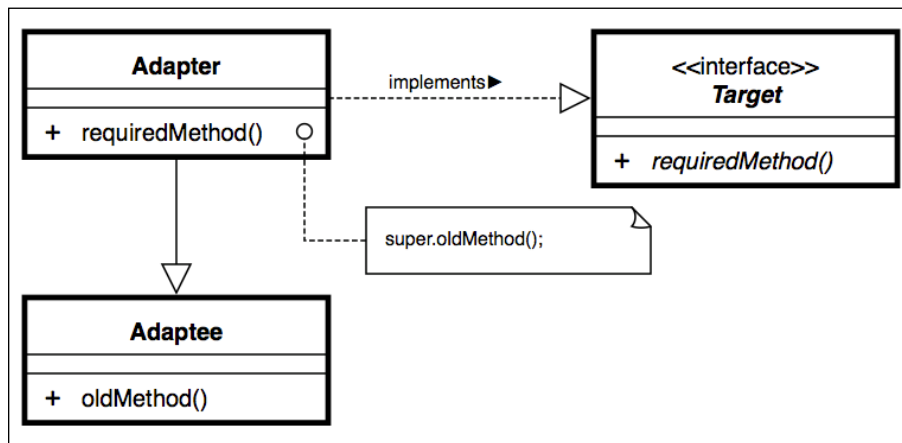 Adapter
+ requiredMethod()
implements▶
<<interface>>
Target
+ requiredMethod()
super.oldMethod();
Adaptee
+ oldMethod()